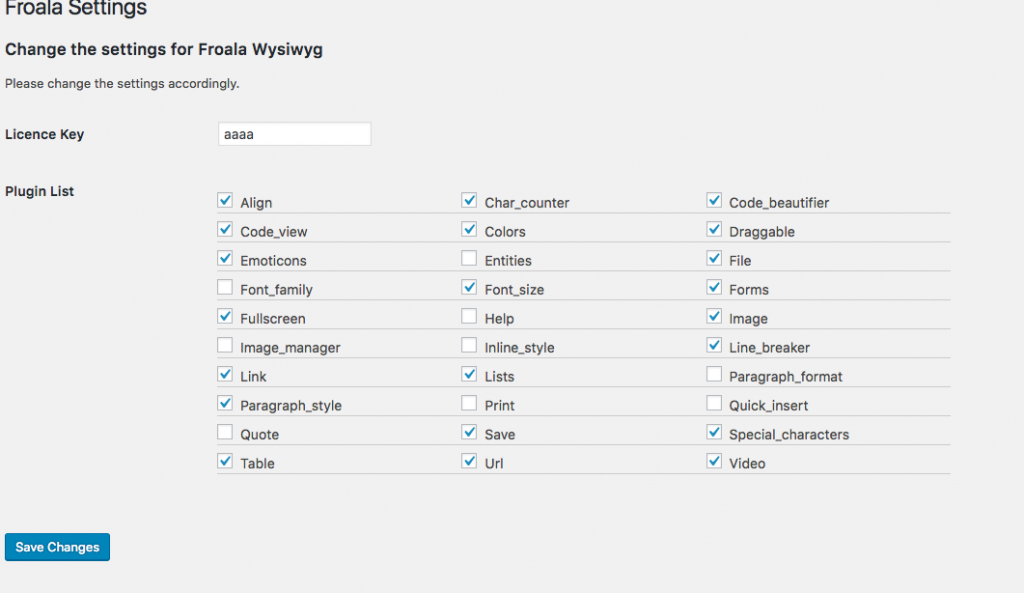 Froala Settings
Change the settings for Froala Wysiwyg
Please change the settings accordingly.
Licence Key aaaa
Plugin List
Align Char_counter Code_beautifier
Code_view Colors Draggable
Emoticons Entities File
Font_family Font_size Forms
Fullscreen Help Image
Image_manager Inline_style Line_breaker
Link Lists Paragraph_format
Paragraph_style Print Quick_insert
Quote Save Special_characters
Table Url Video
Save Changes